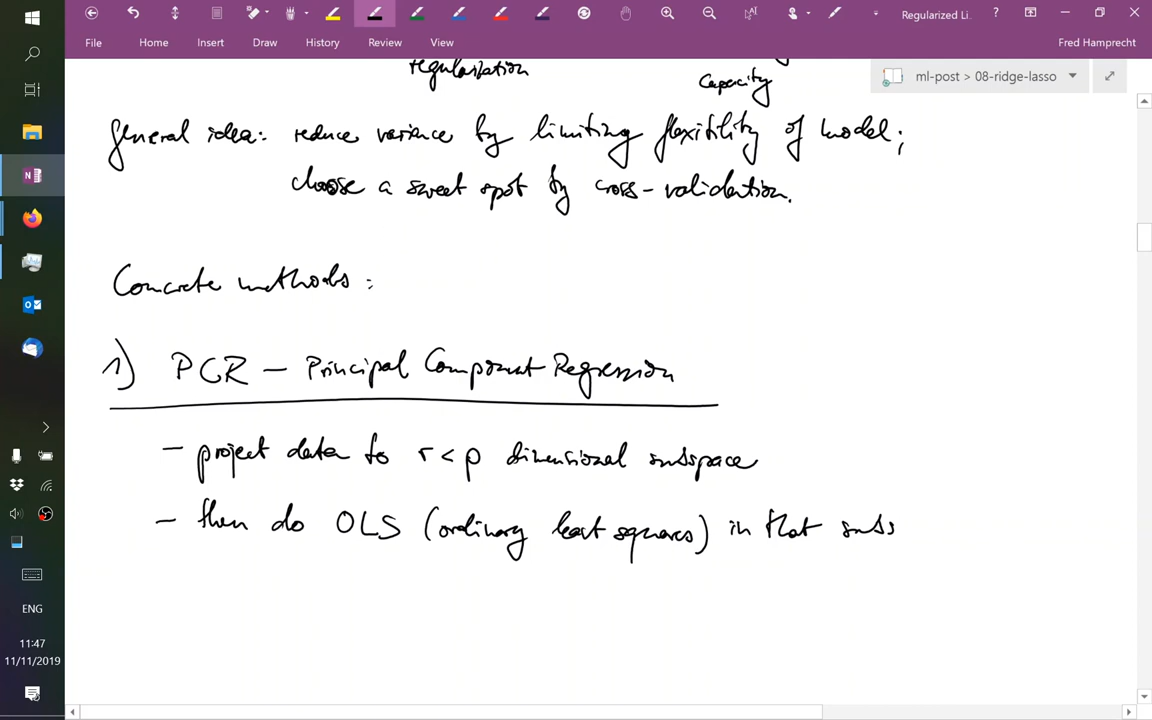 Regularized Li...
File Home Insert Draw History Review View
Fred Hamprecht
ml-post > 08-ridge-lasso
regularization
Capacity
general idea: reduce variance by limiting flexibility of model;
choose a sweet spot by cross-validation.
Concrete methods:
1) PCR – Principal Component Regression
– project data to r < p dimensional subspace
– then do OLS (ordinary least squares) in that subs
ENG
11:47
11/11/2019